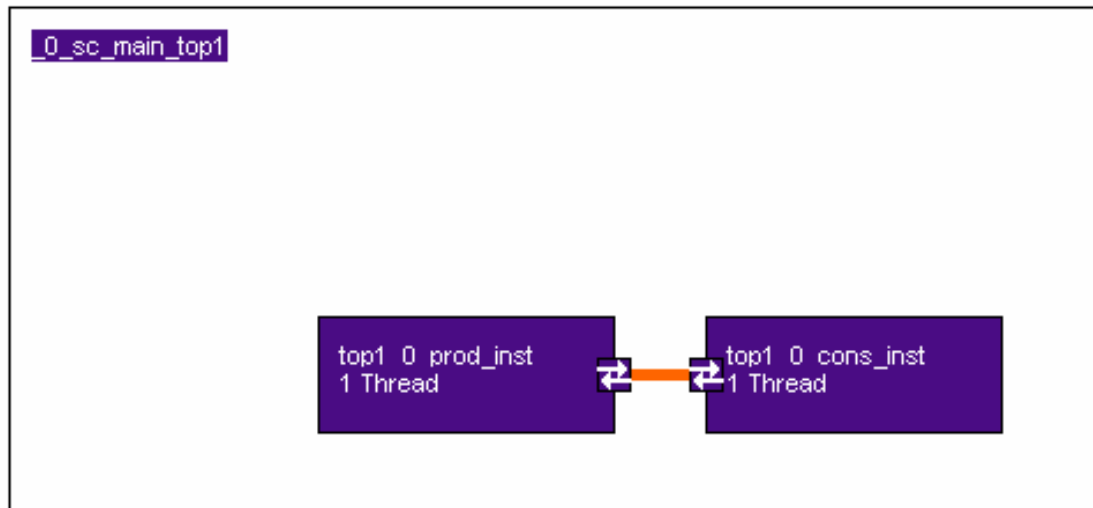 _0_sc_main_top1
top1 0 prod_inst
1 Thread
top1 0 cons_inst
1 Thread